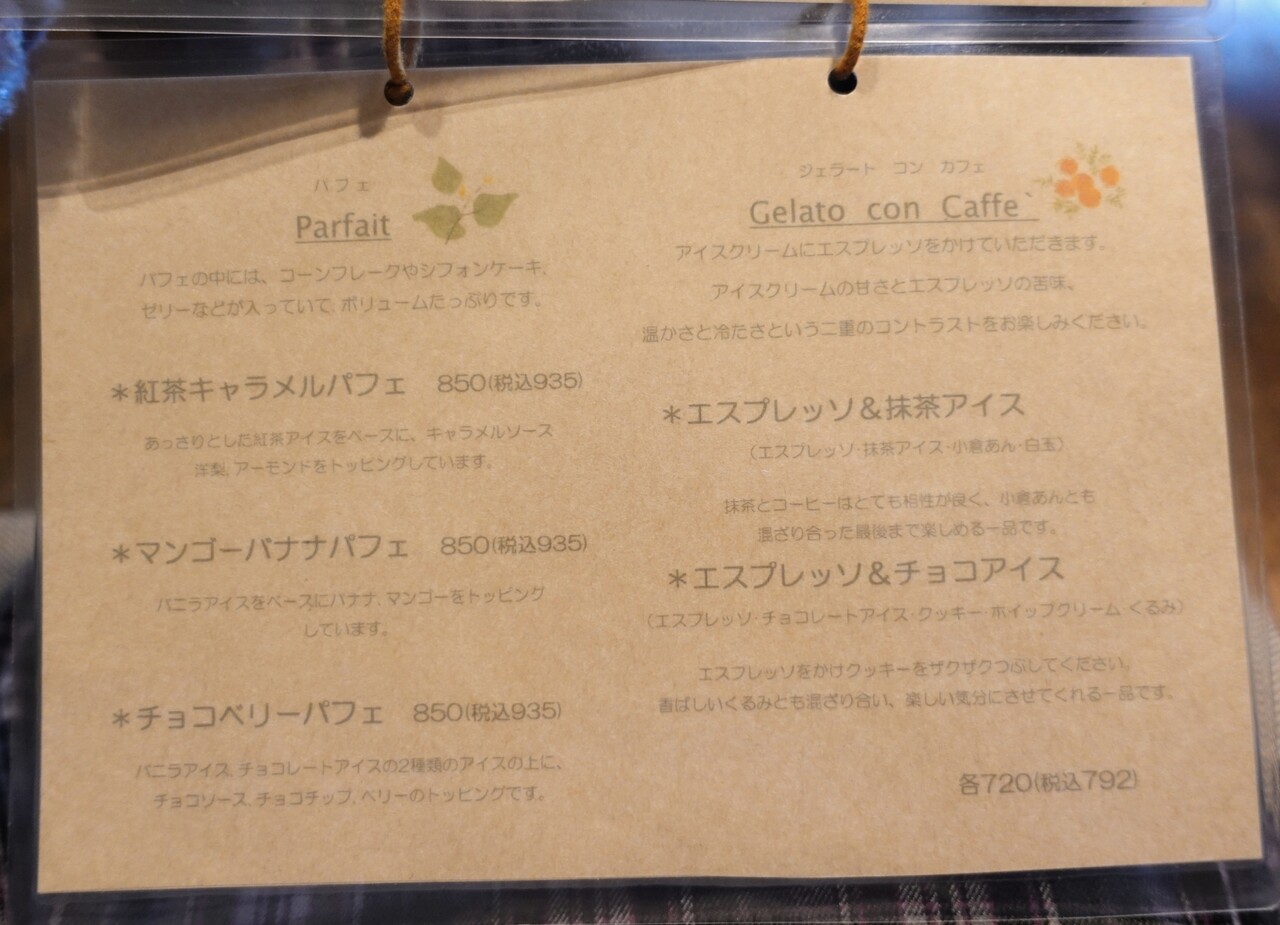 パフェ
Parfait
パフェの中には、コーンフレークやシフォンケーキ、
ゼリーなどが入っていて、ボリュームたっぷりです。
＊紅茶キャラメルパフェ 850(税込935)
あっさりとした紅茶アイスをベースに、キャラメルソース
洋梨、アーモンドをトッピングしています。
＊マンゴーバナナパフェ 850(税込935)
バニラアイスをベースにバナナ、マンゴーをトッピング
しています。
＊チョコベリーパフェ 850(税込935)
バニラアイス、チョコレートアイスの2種類のアイスの上に、
チョコソース、チョコチップ、ベリーのトッピングです。
ジェラート コン カフェ
Gelato con Caffe`
アイスクリームにエスプレッソをかけていただきます。
アイスクリームの甘さとエスプレッソの苦味、
温かさと冷たさという二重のコントラストをお楽しみください。
＊エスプレッソ＆抹茶アイス
（エスプレッソ・抹茶アイス・小倉あん・白玉）
抹茶とコーヒーはとても相性が良く、小倉あんとも
混ざり合った最後まで楽しめる一品です。
＊エスプレッソ＆チョコアイス
（エスプレッソ・チョコレートアイス・クッキー・ホイップクリーム・くるみ）
エスプレッソをかけクッキーをザクザクつぶしてください。
香ばしいくるみとも混ざり合い、楽しい気分にさせてくれる一品です。
各720(税込792)